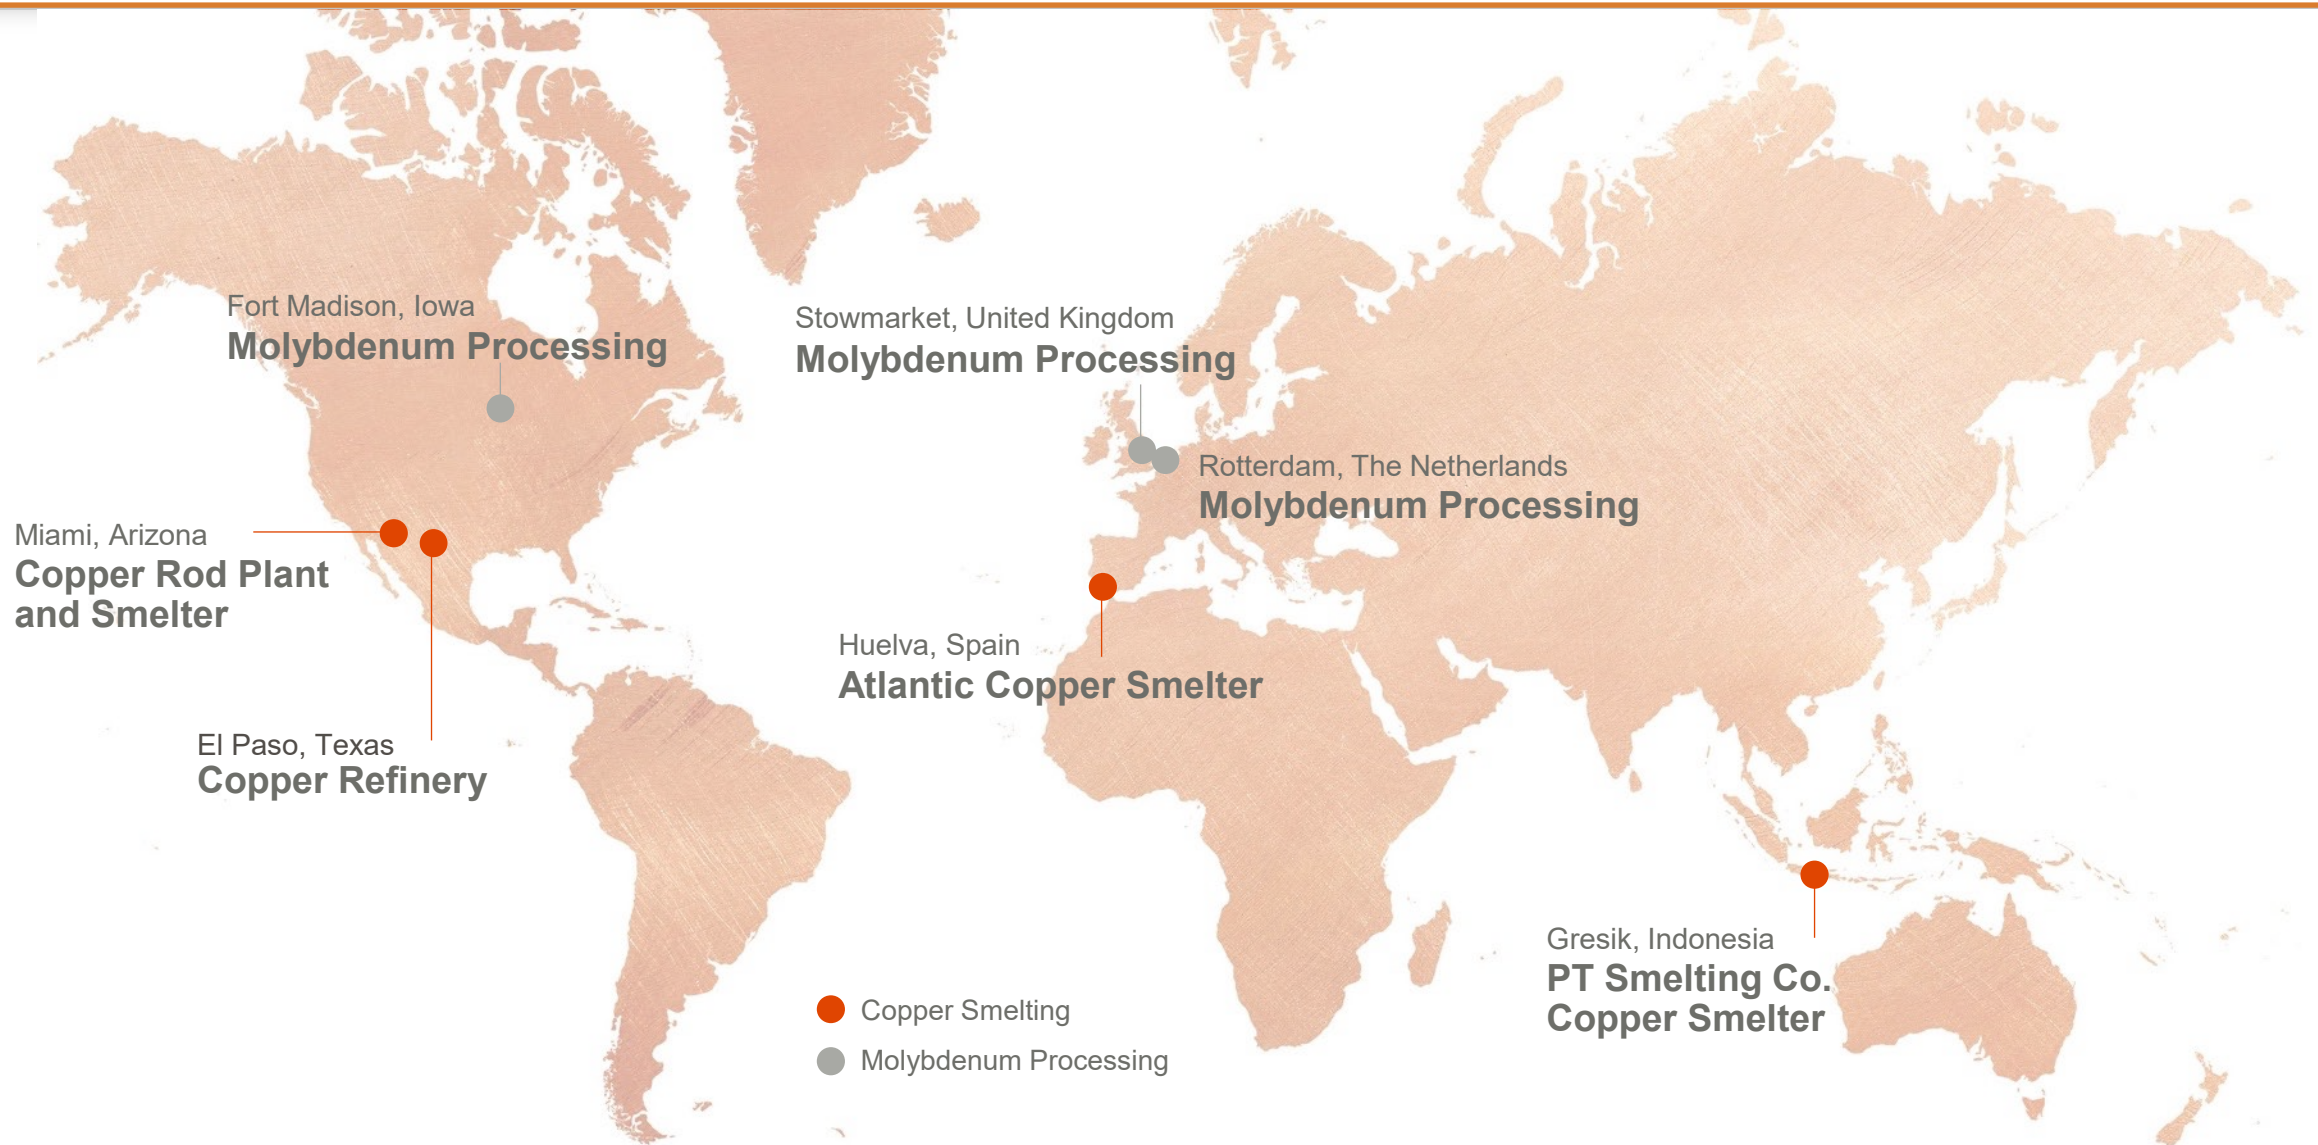 Fort Madison, Iowa
Molybdenum Processing
Stowmarket, United Kingdom
Molybdenum Processing
Rotterdam, The Netherlands
Molybdenum Processing
Miami, Arizona
Copper Rod Plant
and Smelter
El Paso, Texas
Copper Refinery
Huelva, Spain
Atlantic Copper Smelter
Gresik, Indonesia
PT Smelting Co.
Copper Smelter
Copper Smelting
Molybdenum Processing